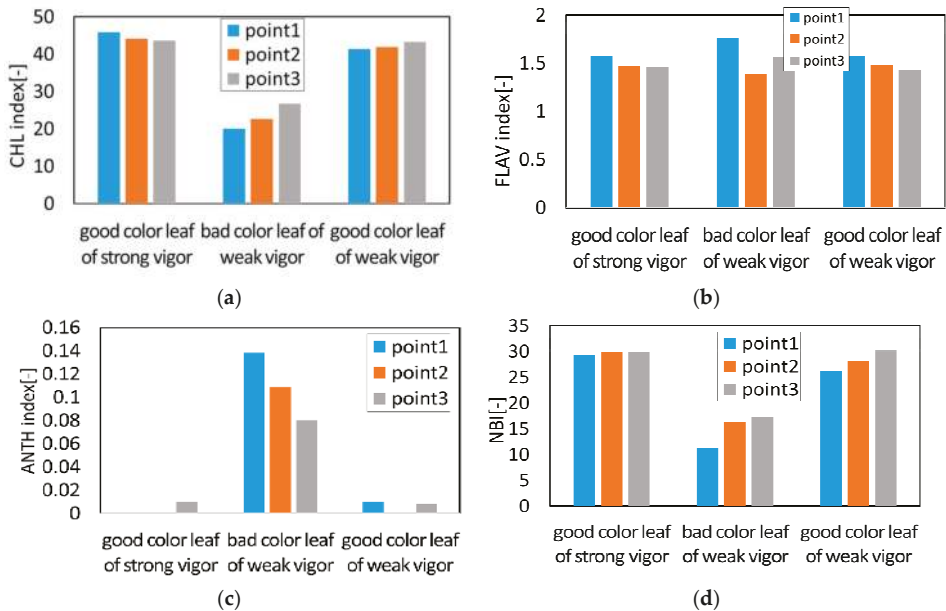 50
40
30
20
10
0
CHL index[-]
point1
point2
point3
good color leaf
of strong vigor
bad color leaf of
weak vigor
good color leaf
of weak vigor
(a)
2
1.5
1
0.5
0
FLAV index[-]
point1
point2
point3
good color leaf
of strong vigor
bad color leaf
of weak vigor
good color leaf
of weak vigor
(b)
0.16
0.14
0.12
0.1
0.08
0.06
0.04
0.02
0
ANTH index[-]
point1
point2
point3
good color leaf
of strong vigor
bad color leaf
of weak vigor
good color leaf
of weak vigor
(c)
35
30
25
20
15
10
5
0
NBI[-]
point1
point2
point3
good color leaf
of strong vigor
bad color leaf
of weak vigor
good color leaf
of weak vigor
(d)